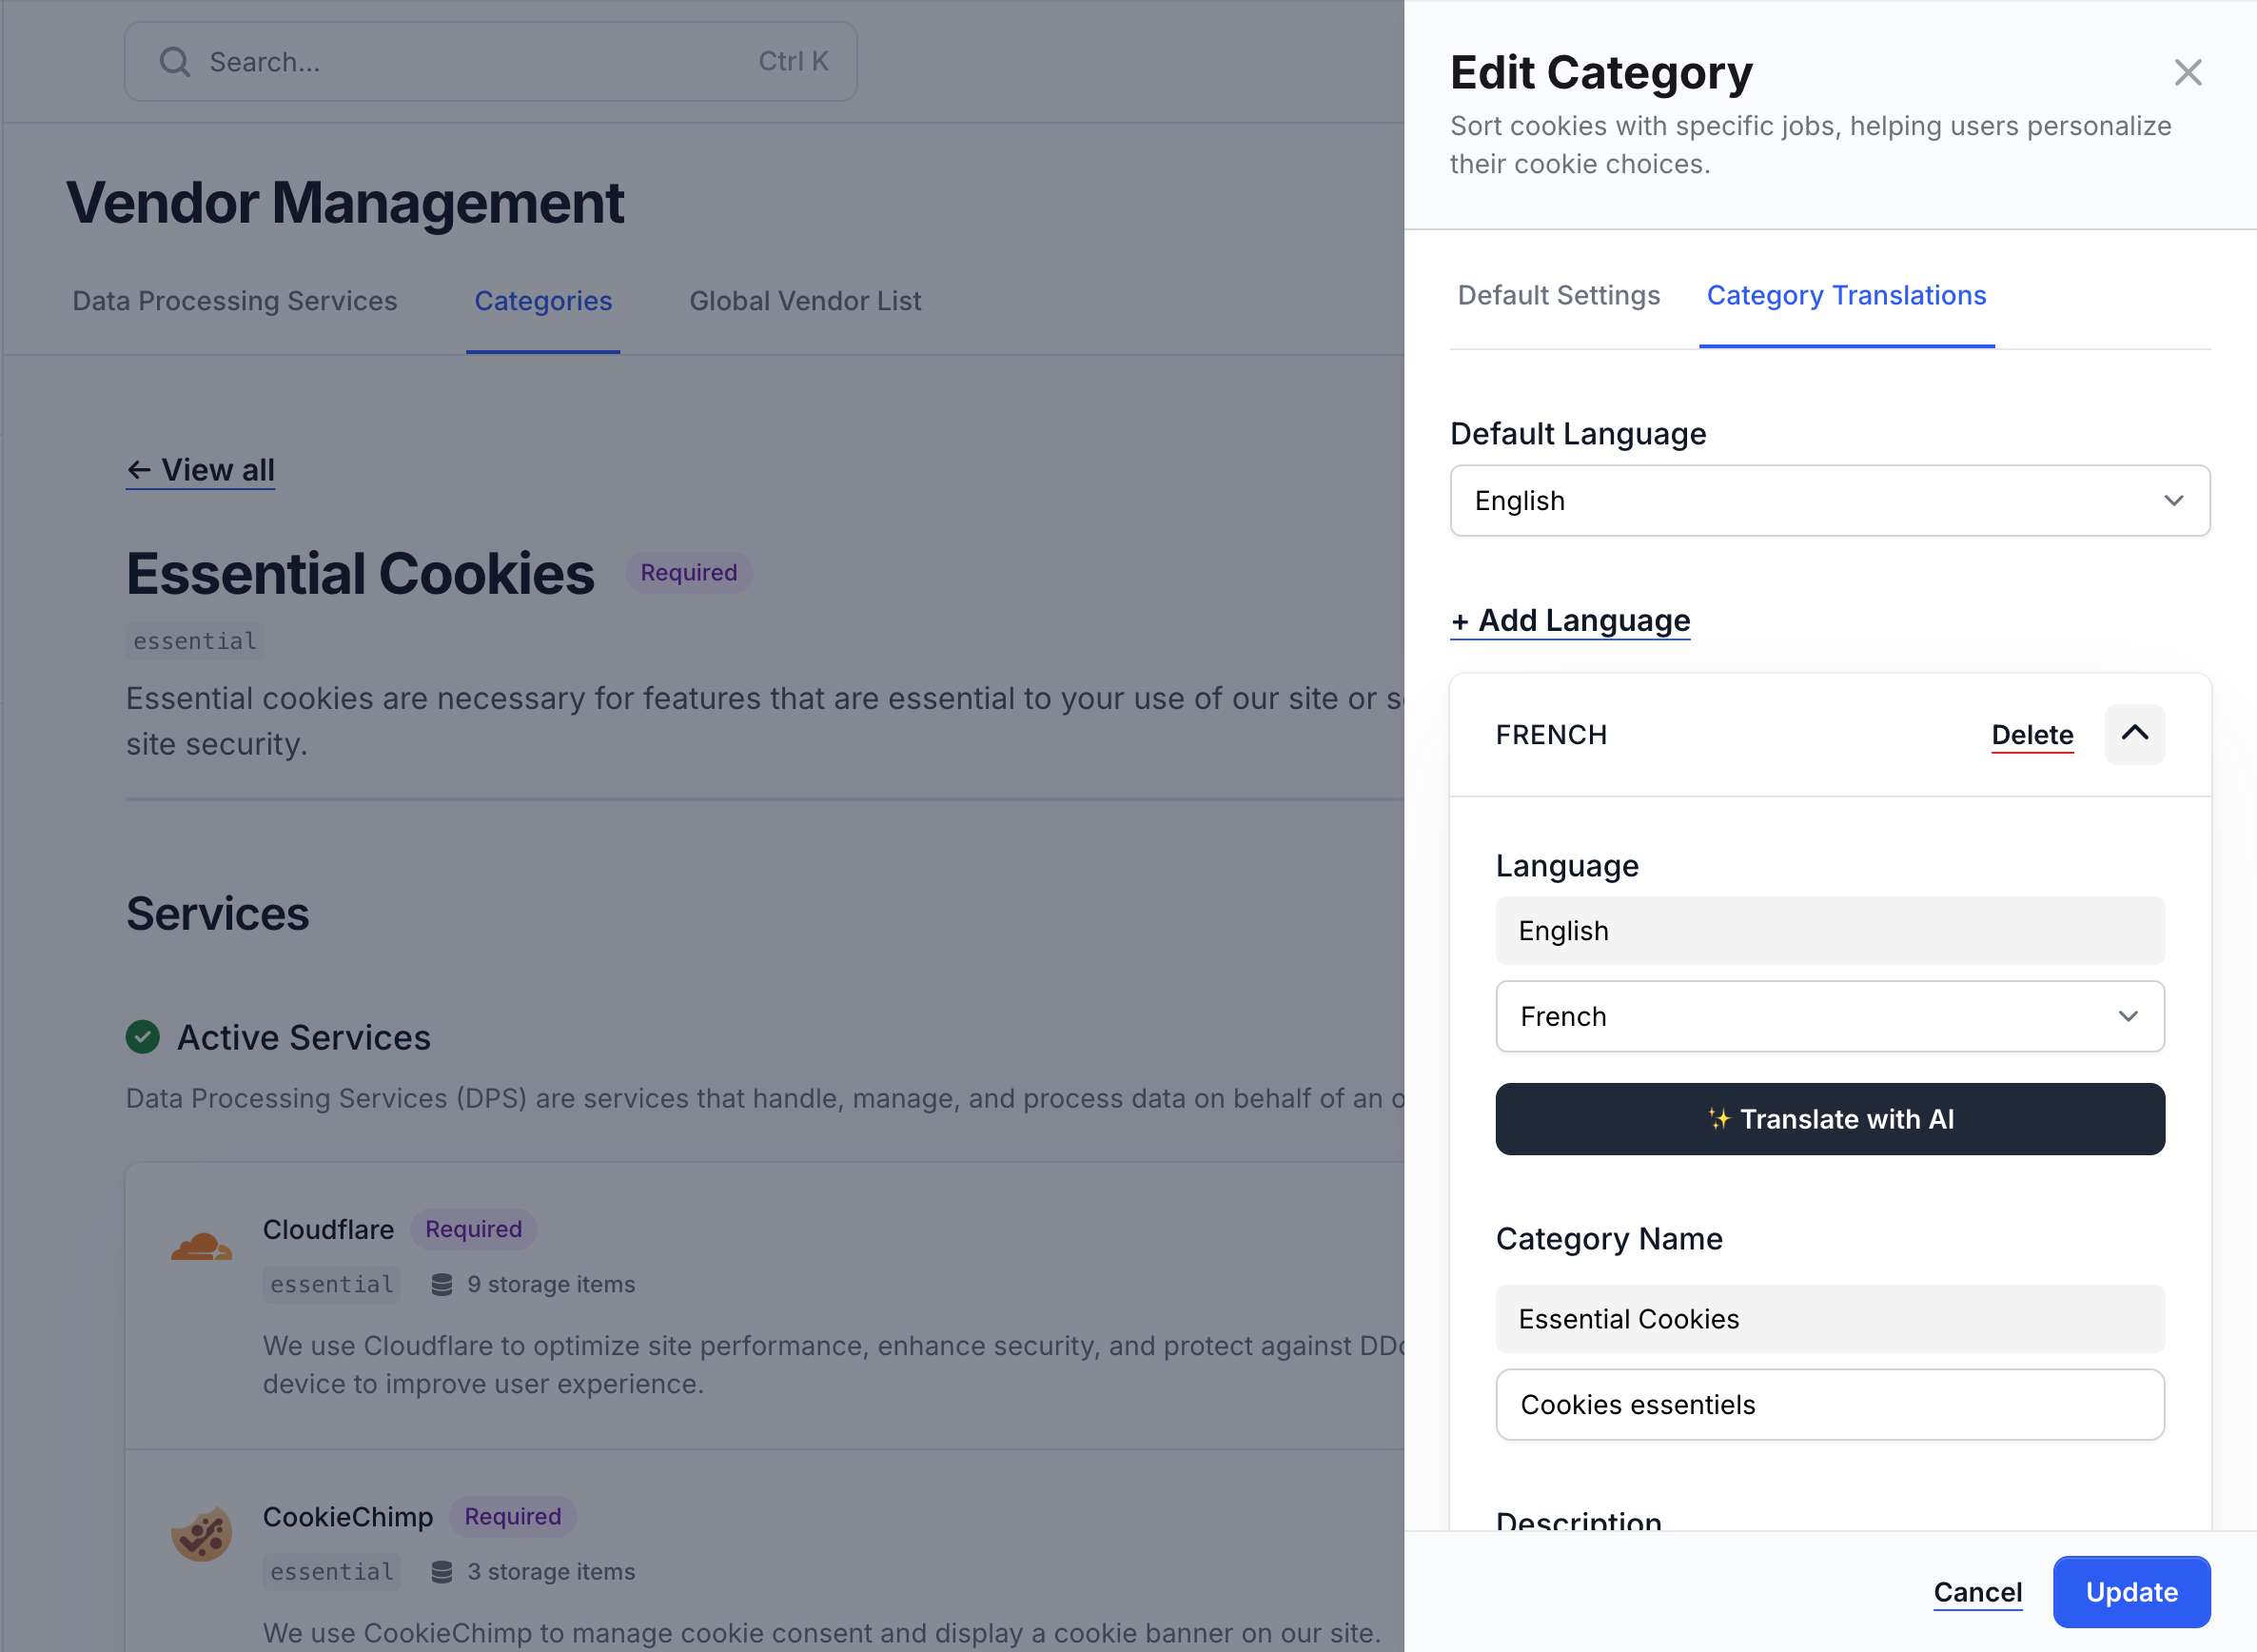 Search...
Ctrl K
Vendor Management
Data Processing Services
Categories
Global Vendor List
← View all
Essential Cookies
Required
essential
Essential cookies are necessary for features that are essential to your use of our site or
site security.
Services
Active Services
Data Processing Services (DPS) are services that handle, manage, and process data on behalf of an
Cloudflare
Required
essential
9 storage items
We use Cloudflare to optimize site performance, enhance security, and protect against
device to improve user experience.
CookieChimp
Required
essential
3 storage items
We use CookieChimp to manage cookie consent and display a cookie banner on our site.
Edit Category
Sort cookies with specific jobs, helping users personalize
their cookie choices.
Default Settings
Category Translations
Default Language
English
+ Add Language
FRENCH
Delete
Language
English
French
✨ Translate with AI
Category Name
Essential Cookies
Cookies essentiels
Description
Cancel
Update